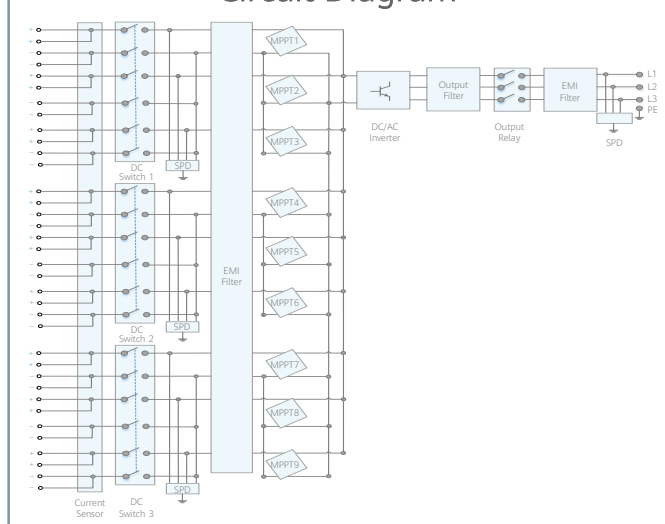 Circuit Diagram
MPPT1
MPPT2
MPPT3
DC
Switch 1
SPD
MPPT4
MPPT5
MPPT6
DC
Switch 2
SPD
EMI
Filter
MPPT7
MPPT8
MPPT9
Current
Sensor
DC
Switch 3
SPD
DC/AC
Inverter
Output
Filter
Output
Relay
EMI
Filter
L1
L2
L3
PE
SPD